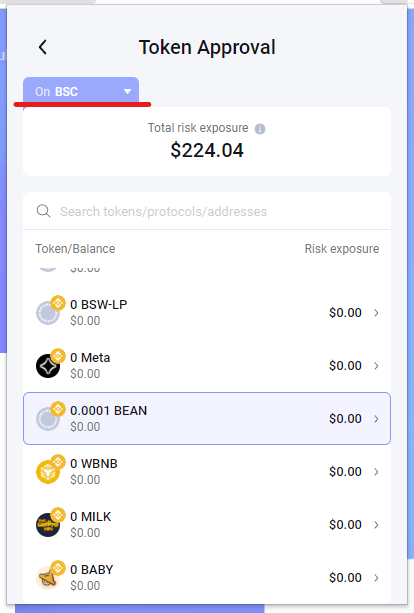 Token Approval
On BSC
Total risk exposure
$224.04
Search tokens/protocols/addresses
Token/Balance Risk exposure
$0.00
0 BSW-LP
$0.00 $0.00
0 Meta
$0.00 $0.00
0.0001 BEAN
$0.00 $0.00
0 WBNB
$0.00 $0.00
0 MILK
$0.00 $0.00
0 BABY
$0.00 $0.00